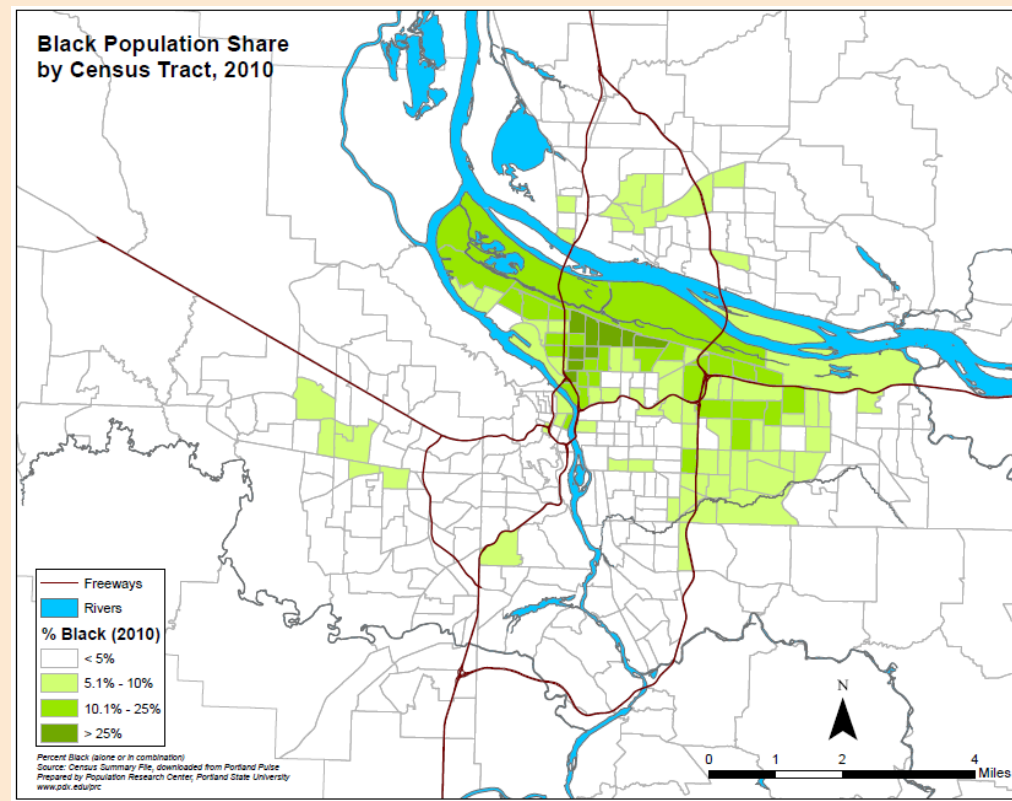 Black Population Share
by Census Tract, 2010
Freeways
Rivers
% Black (2010)
< 5%
5.1% - 10%
10.1% - 25%
> 25%
Percent Black (alone or in combination)
Source: Census Summary File, downloaded from Portland Pulse
Prepared by Population Research Center, Portland State University
www.pdx.edu/prc
N
0 1 2 4
Miles